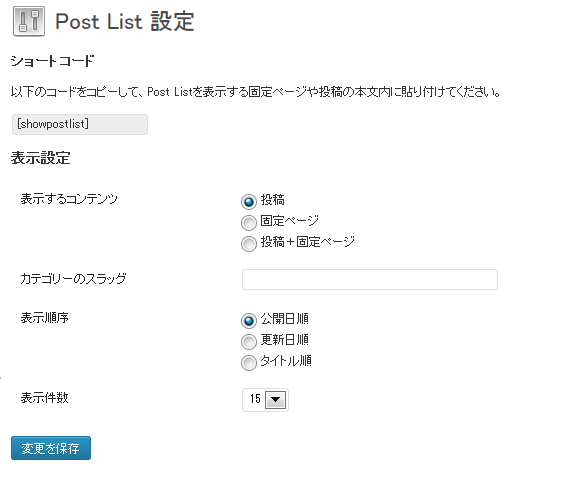 Post List 設定
ショートコード
以下のコードをコピーして、Post Listを表示する固定ページや投稿の本文内に貼り付けてください。
[showpostlist]
表示設定
表示するコンテンツ
投稿
固定ページ
投稿＋固定ページ
カテゴリーのスラッグ
表示順序
公開日順
更新日順
タイトル順
表示件数
15
変更を保存